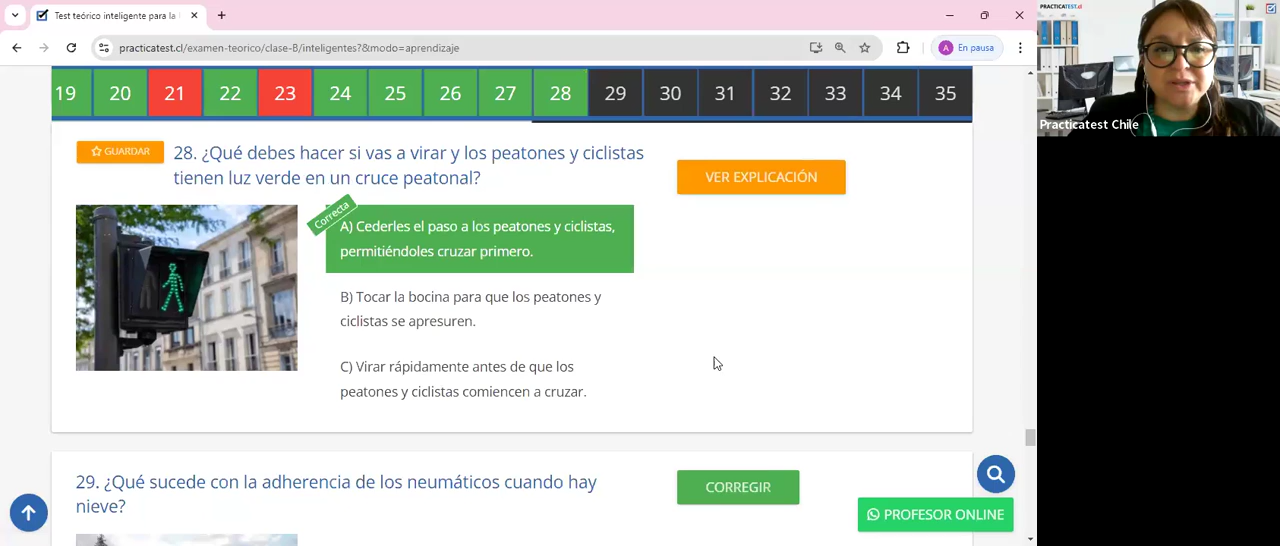 Test teórico inteligente para la
practicatest.cl/examen-teorico/clase-B/inteligentes?&modo=aprendizaje
A
En pausa
PRACTICATEST.cl
Practicatest Chile
19 20 21 22 23 24 25 26 27 28 29 30 31 32 33 34 35
GUARDAR
28. ¿Qué debes hacer si vas a virar y los peatones y ciclistas
tienen luz verde en un cruce peatonal?
VER EXPLICACIÓN
Correcta
A) Cederles el paso a los peatones y ciclistas,
permitiéndoles cruzar primero.
B) Tocar la bocina para que los peatones y
ciclistas se apresuren.
C) Virar rápidamente antes de que los
peatones y ciclistas comiencen a cruzar.
29. ¿Qué sucede con la adherencia de los neumáticos cuando hay
nieve?
CORREGIR
PROFESOR ONLINE